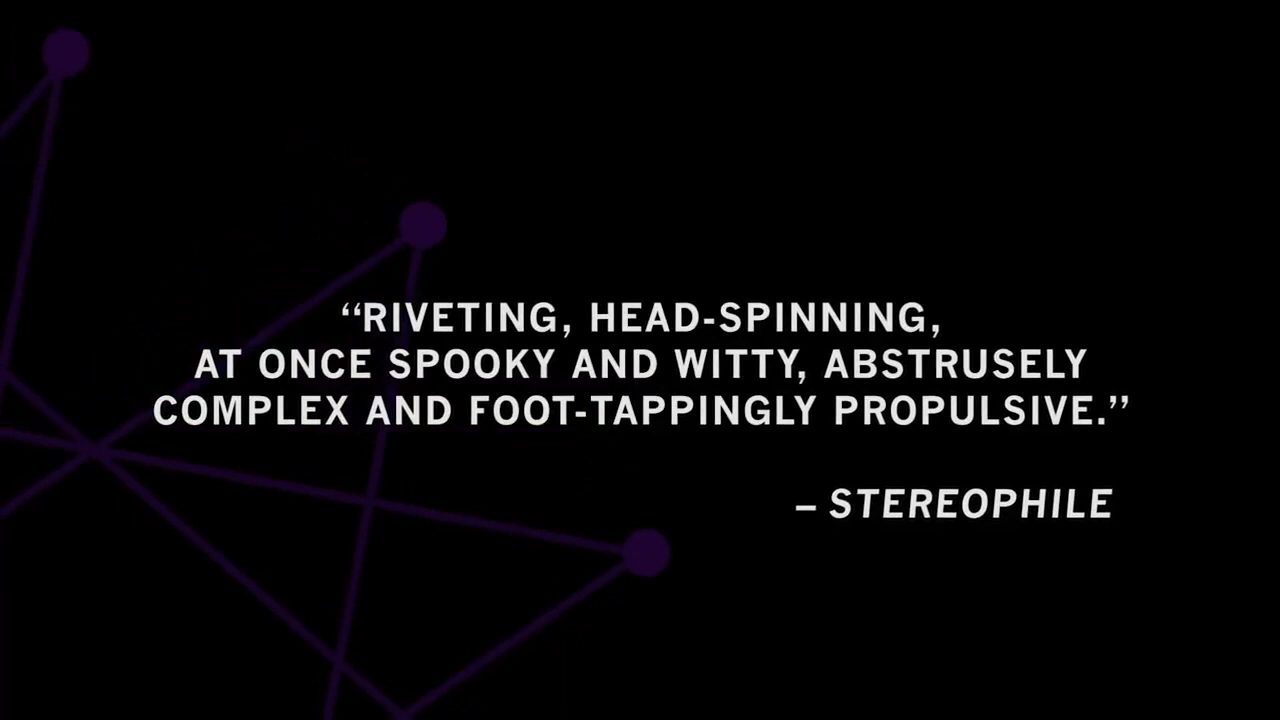 “RIVETING, HEAD-SPINNING,
AT ONCE SPOOKY AND WITTY, ABSTRUSELY
COMPLEX AND FOOT-TAPPINGLY PROPULSIVE.”
– STEREOPHILE